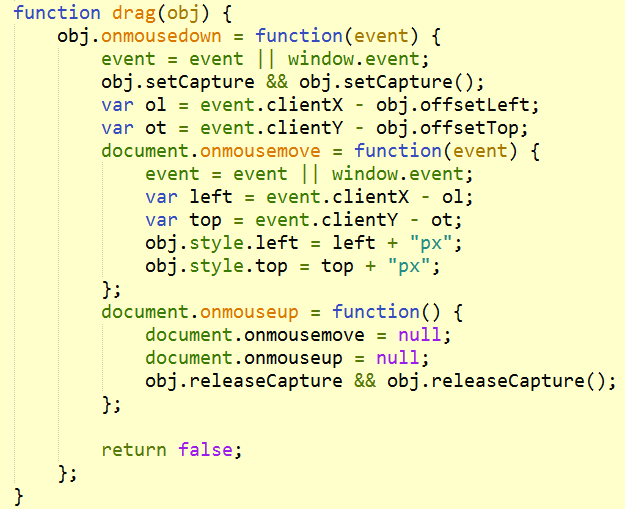 function drag(obj) {
    obj.onmousedown = function(event) {
        event = event || window.event;
        obj.setCapture && obj.setCapture();
        var ol = event.clientX - obj.offsetLeft;
        var ot = event.clientY - obj.offsetTop;
        document.onmousemove = function(event) {
            event = event || window.event;
            var left = event.clientX - ol;
            var top = event.clientY - ot;
            obj.style.left = left + "px";
            obj.style.top = top + "px";
        };
        document.onmouseup = function() {
            document.onmousemove = null;
            document.onmouseup = null;
            obj.releaseCapture && obj.releaseCapture();
        };

        return false;
    };
}